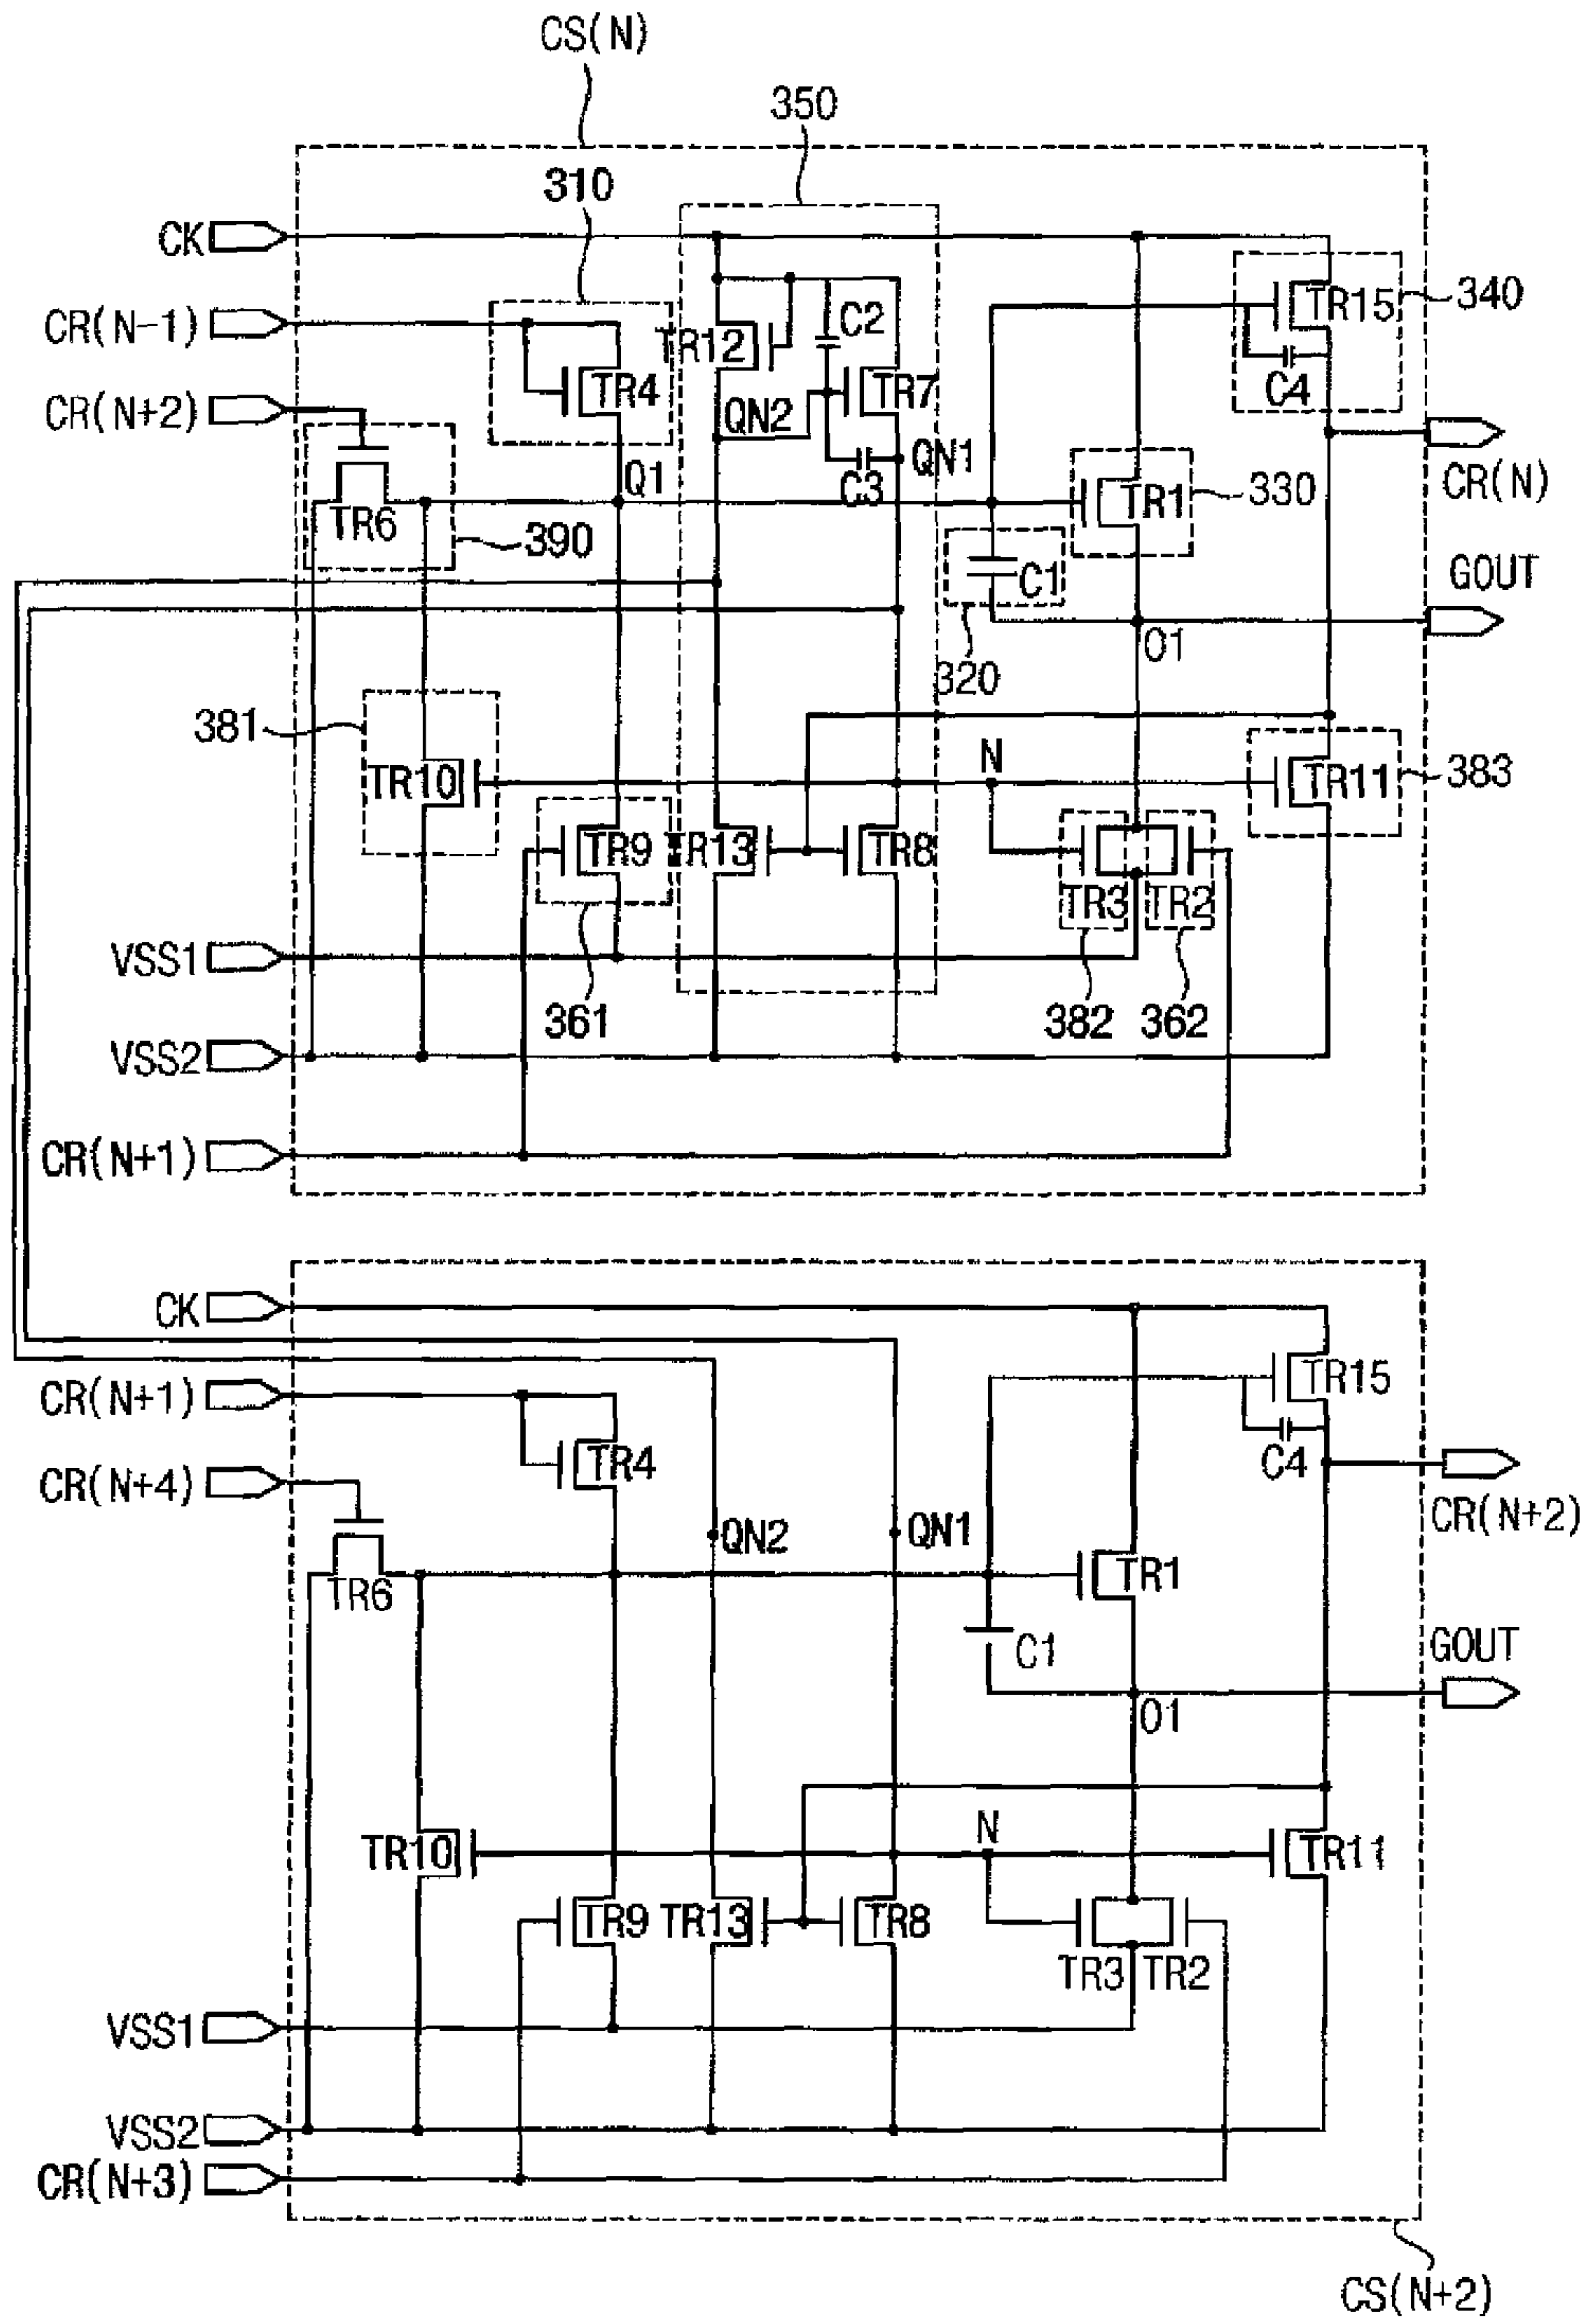 CS(N)
350
310
CK
CR(N-1)
TR4
TR12
C2
TR7
TR15
340
C4
CR(N+2)
QN2
QN1
C3
Q1
TR6
390
TR1
330
CR(N)
C1
320
GOUT
O1
381
TR10
N
TR11
383
TR9
TR13
TR8
TR3
TR2
VSS1
361
382
362
VSS2
CR(N+1)
CK
CR(N+1)
TR4
TR15
C4
CR(N+4)
CR(N+2)
QN2
QN1
TR6
TR1
C1
GOUT
O1
TR10
N
TR11
TR9
TR13
TR8
TR3
TR2
VSS1
VSS2
CR(N+3)
CS(N+2)